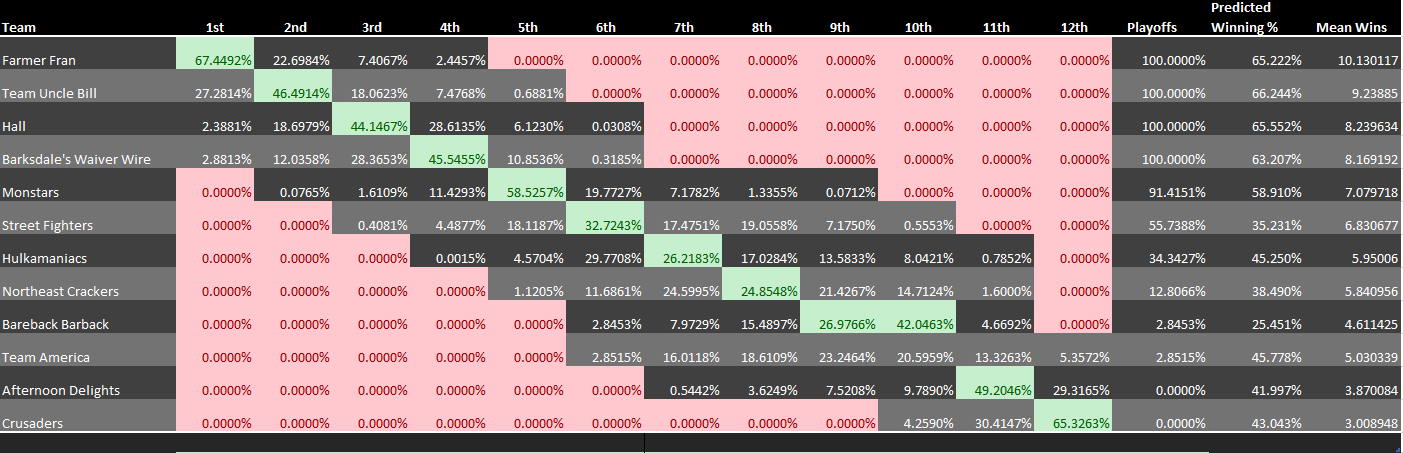 Predicted
Team 1st 2nd 3rd 4th 5th 6th 7th 8th 9th 10th 11th 12th Playoffs Winning % Mean Wins
Farmer Fran 67.4492% 22.6984% 7.4067% 2.4457% 0.0000% 0.0000% 0.0000% 0.0000% 0.0000% 0.0000% 0.0000% 0.0000% 100.0000% 65.222% 10.130117
Team Uncle Bill 27.2814% 46.4914% 18.0623% 7.4768% 0.6881% 0.0000% 0.0000% 0.0000% 0.0000% 0.0000% 0.0000% 0.0000% 100.0000% 66.244% 9.23885
Hall 2.3881% 18.6979% 44.1467% 28.6135% 6.1230% 0.0308% 0.0000% 0.0000% 0.0000% 0.0000% 0.0000% 0.0000% 100.0000% 65.552% 8.239634
Barksdale's Waiver Wire 2.8813% 12.0358% 28.3653% 45.5455% 10.8536% 0.3185% 0.0000% 0.0000% 0.0000% 0.0000% 0.0000% 0.0000% 100.0000% 63.207% 8.169192
Monstars 0.0000% 0.0765% 1.6109% 11.4293% 58.5257% 19.7727% 7.1782% 1.3355% 0.0712% 0.0000% 0.0000% 0.0000% 91.4151% 58.910% 7.079718
Street Fighters 0.0000% 0.0000% 0.4081% 4.4877% 18.1187% 32.7243% 17.4751% 19.0558% 7.1750% 0.5553% 0.0000% 0.0000% 55.7388% 35.231% 6.830677
Hulkamaniacs 0.0000% 0.0000% 0.0000% 0.0015% 4.5704% 29.7708% 26.2183% 17.0284% 13.5833% 8.0421% 0.7852% 0.0000% 34.3427% 45.250% 5.95006
Northeast Crackers 0.0000% 0.0000% 0.0000% 0.0000% 1.1205% 11.6861% 24.5995% 24.8548% 21.4267% 14.7124% 1.6000% 0.0000% 12.8066% 38.490% 5.840956
Bareback Barback 0.0000% 0.0000% 0.0000% 0.0000% 0.0000% 2.8453% 7.9729% 15.4897% 26.9766% 42.0463% 4.6692% 0.0000% 2.8453% 25.451% 4.611425
Team America 0.0000% 0.0000% 0.0000% 0.0000% 0.0000% 2.8515% 16.0118% 18.6109% 23.2464% 20.5959% 13.3263% 5.3572% 2.8515% 45.778% 5.030339
Afternoon Delights 0.0000% 0.0000% 0.0000% 0.0000% 0.0000% 0.0000% 0.5442% 3.6249% 7.5208% 9.7890% 49.2046% 29.3165% 0.0000% 41.997% 3.870084
Crusaders 0.0000% 0.0000% 0.0000% 0.0000% 0.0000% 0.0000% 0.0000% 0.0000% 0.0000% 4.2590% 30.4147% 65.3263% 0.0000% 43.043% 3.008948